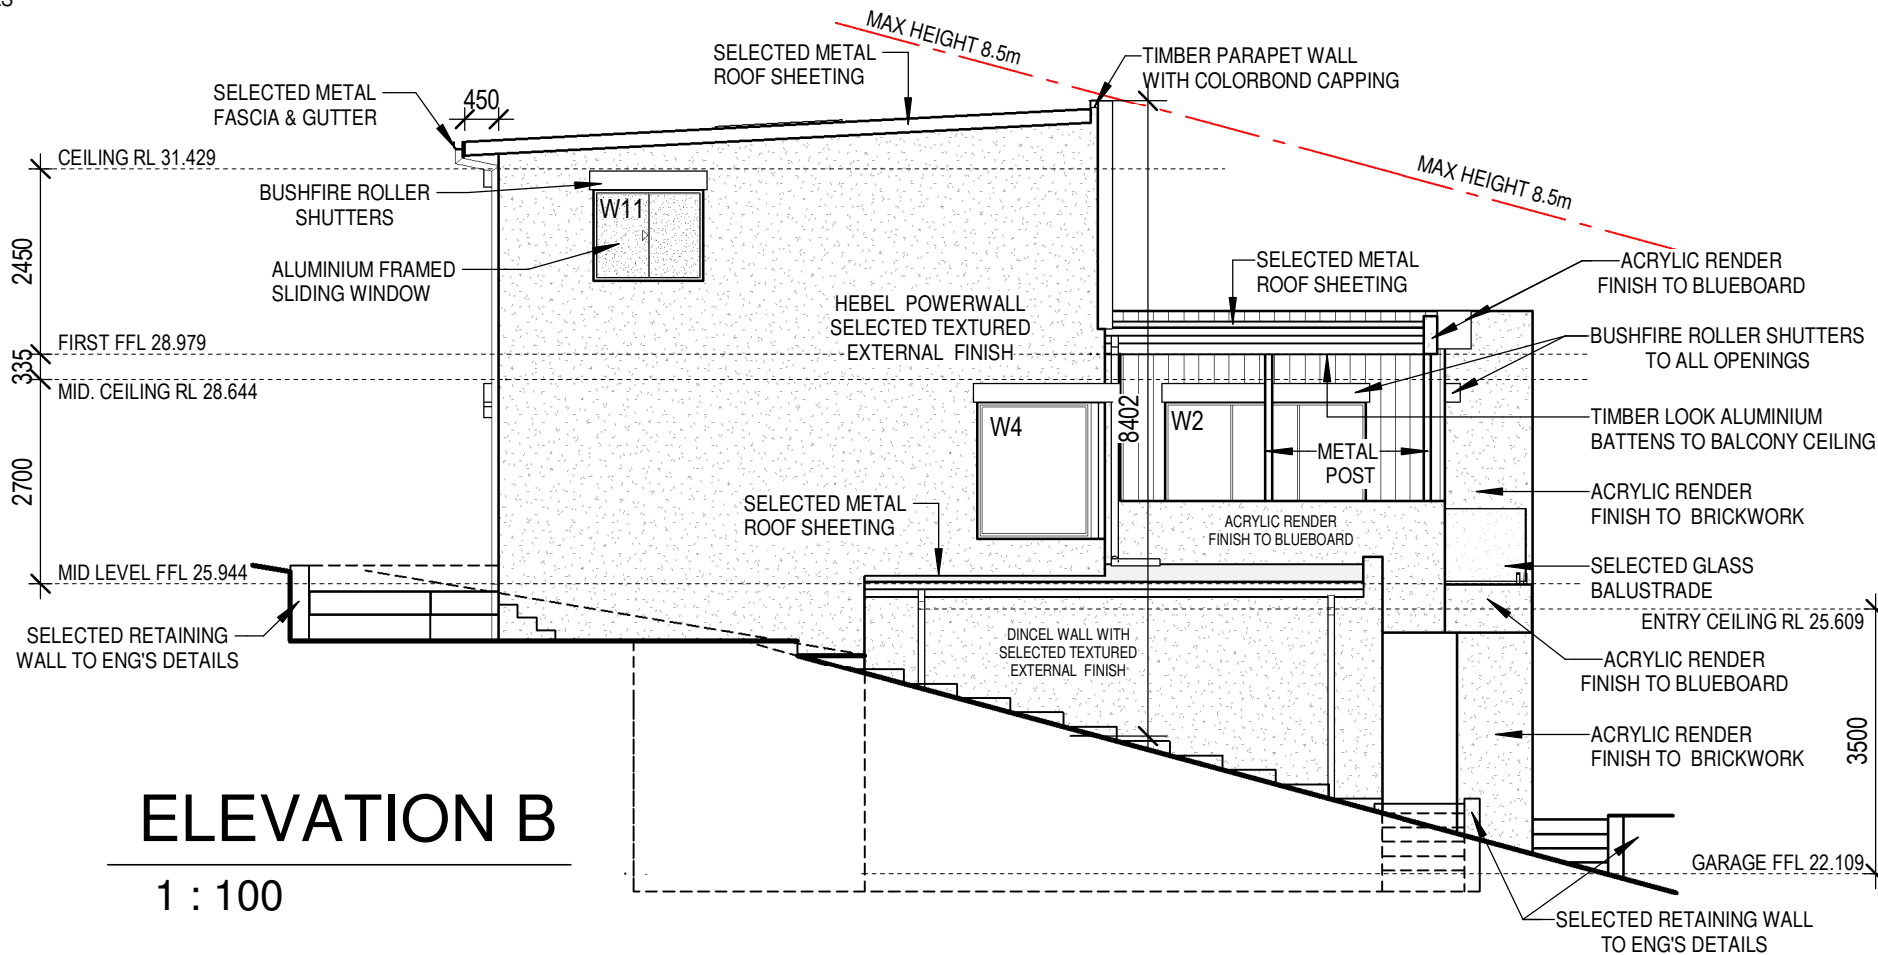 MAX HEIGHT 8.5m
SELECTED METAL
ROOF SHEETING
TIMBER PARAPET WALL
WITH COLORBOND CAPPING
SELECTED METAL
FASCIA & GUTTER
450
CEILING RL 31.429
MAX HEIGHT 8.5m
BUSHFIRE ROLLER
SHUTTERS
W11
2450
ALUMINIUM FRAMED
SLIDING WINDOW
SELECTED METAL
ROOF SHEETING
ACRYLIC RENDER
FINISH TO BLUEBOARD
HEBEL POWERWALL
SELECTED TEXTURED
EXTERNAL FINISH
FIRST FFL 28.979
BUSHFIRE ROLLER SHUTTERS
TO ALL OPENINGS
335
MID. CEILING RL 28.644
W4
8402
W2
TIMBER LOOK ALUMINIUM
BATTENS TO BALCONY CEILING
METAL
POST
2700
SELECTED METAL
ROOF SHEETING
ACRYLIC RENDER
FINISH TO BRICKWORK
ACRYLIC RENDER
FINISH TO BLUEBOARD
MID LEVEL FFL 25.944
SELECTED GLASS
BALUSTRADE
ENTRY CEILING RL 25.609
SELECTED RETAINING
WALL TO ENG'S DETAILS
DINCEL WALL WITH
SELECTED TEXTURED
EXTERNAL FINISH
ACRYLIC RENDER
FINISH TO BLUEBOARD
ACRYLIC RENDER
FINISH TO BRICKWORK
3500
ELEVATION B
1 : 100
GARAGE FFL 22.109
SELECTED RETAINING WALL
TO ENG'S DETAILS